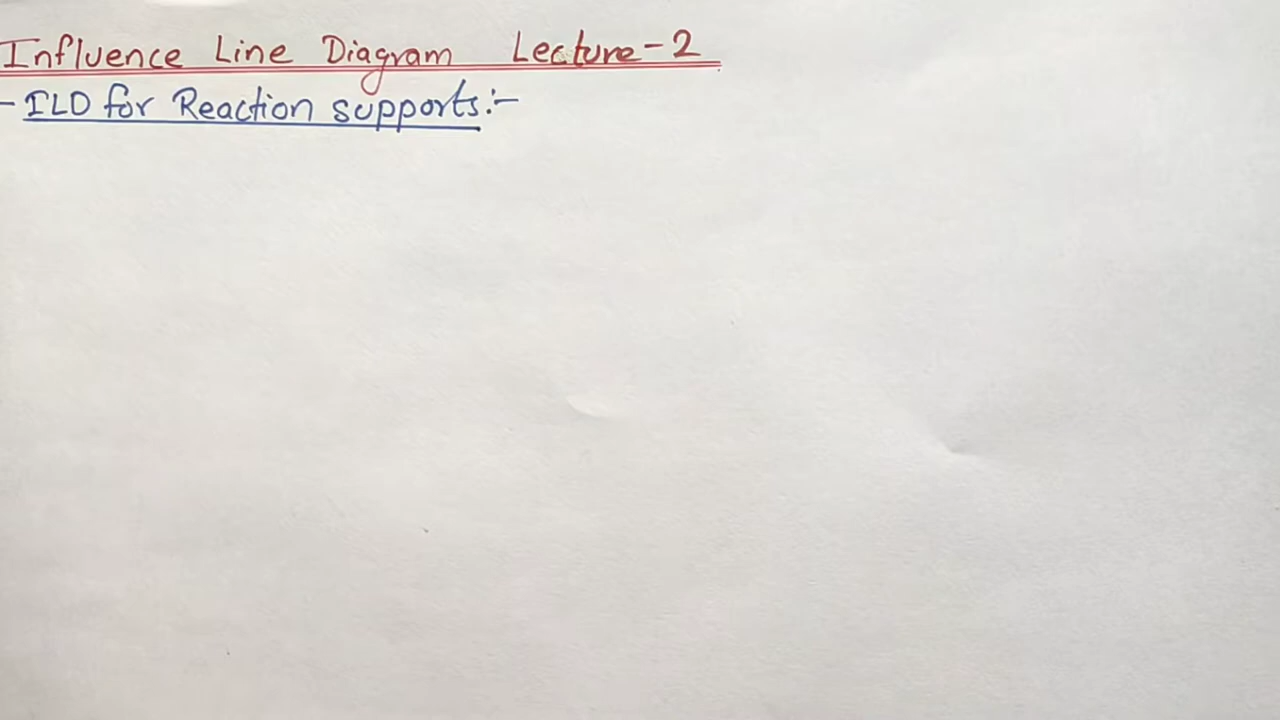 Influence Line Diagram Lecture-2
- ILD for Reaction supports:-